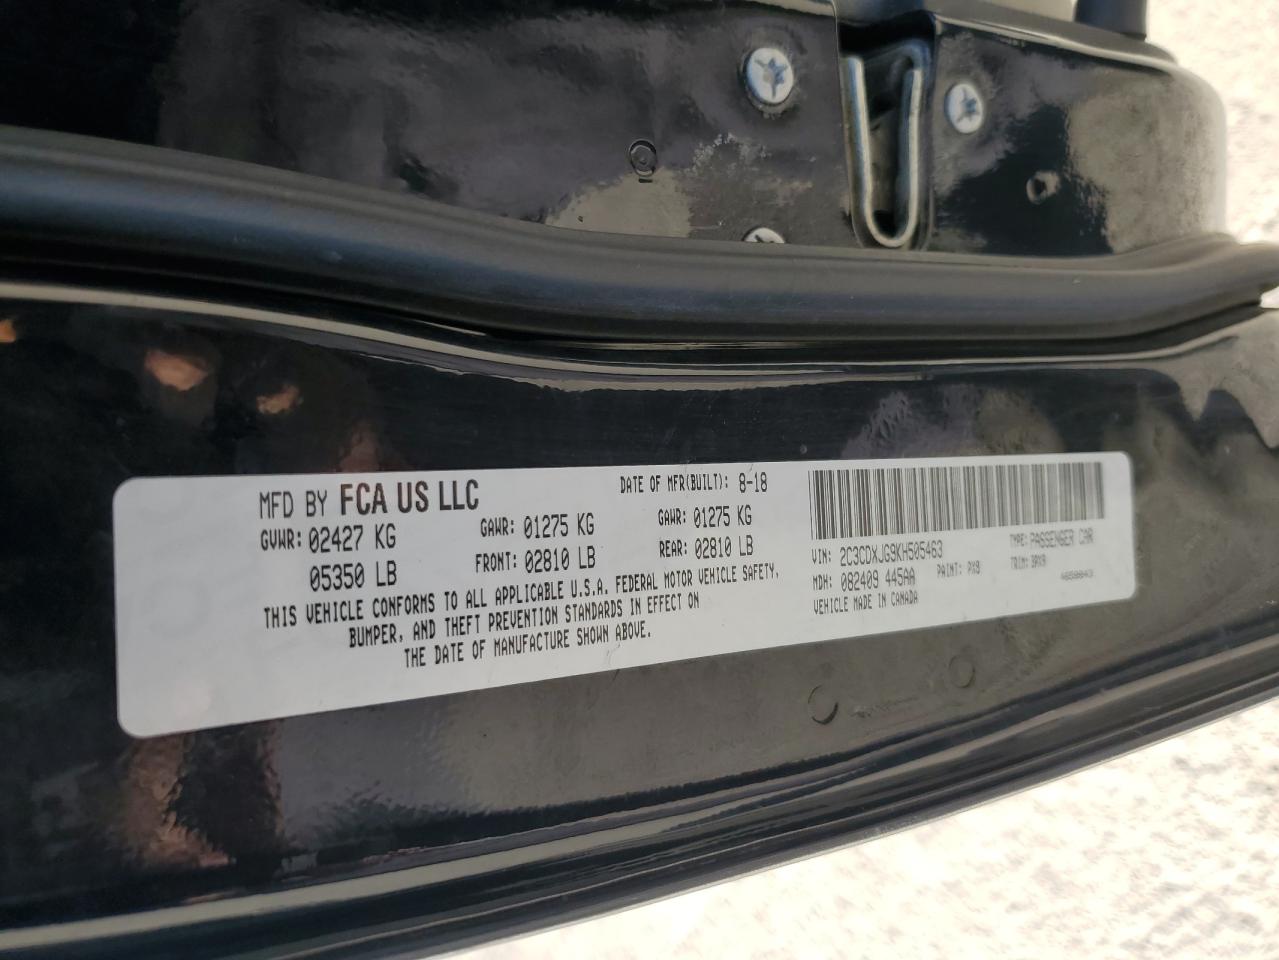 MFD BY FCA US LLC DATE OF MFR(BUILT): 8-18
GVWR: 02427 KG GAWR: 01275 KG GAWR: 01275 KG
05350 LB FRONT: 02810 LB REAR: 02810 LB
THIS VEHICLE CONFORMS TO ALL APPLICABLE U.S.A. FEDERAL MOTOR VEHICLE SAFETY,
BUMPER, AND THEFT PREVENTION STANDARDS IN EFFECT ON
THE DATE OF MANUFACTURE SHOWN ABOVE.
VIN: 2C3CDXJG9KH505463 TYPE: PASSENGER CAR
MDH: 082409 445AA PAINT: PX9 TRIM:
VEHICLE MADE IN CANADA